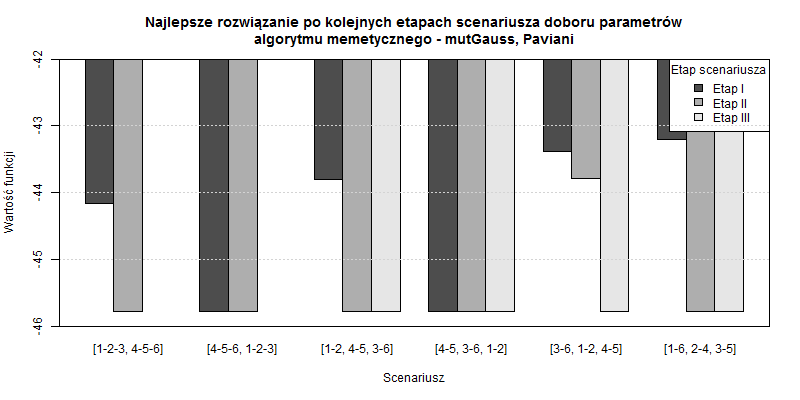 Najlepsze rozwiązanie po kolejnych etapach scenariusza doboru parametrów
algorytmu memetycznego - mutGauss, Paviani
Wartość funkcji
-42
-43
-44
-45
-46
Etap scenariusza
Etap I
Etap II
Etap III
[1-2-3, 4-5-6]
[4-5-6, 1-2-3]
[1-2, 4-5, 3-6]
[4-5, 3-6, 1-2]
[3-6, 1-2, 4-5]
[1-6, 2-4, 3-5]
Scenariusz